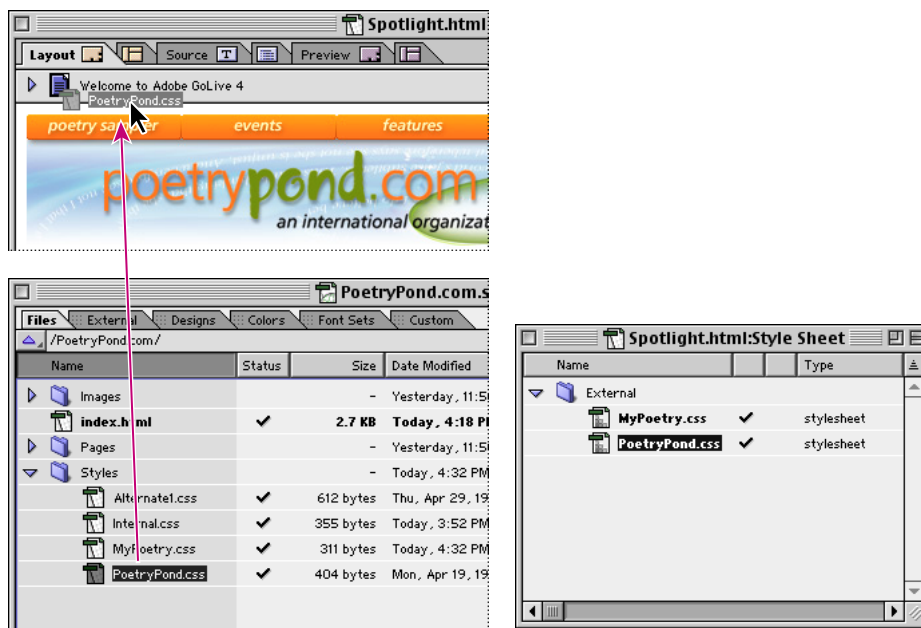 Spotlight.html
Layout Source T Preview
Welcome to Adobe GoLive 4
PoetryPond.css
poetry sampler events features
poetrypond.com
an international organizat
PoetryPond.com.s
Files External Designs Colors Font Sets Custom
/PoetryPond.com/
Name Status Size Date Modified
Images - Yesterday, 11:5
index.html 2.7 KB Today, 4:18 P
Pages - Yesterday, 11:5
Styles - Today, 4:32 PM
Alternate1.css 612 bytes Thu, Apr 29, 19
Internal.css 355 bytes Today, 3:52 PM
MyPoetry.css 311 bytes Today, 4:32 PM
PoetryPond.css 404 bytes Mon, Apr 19, 19
Spotlight.html:Style Sheet
Name Type
External
MyPoetry.css stylesheet
PoetryPond.css stylesheet